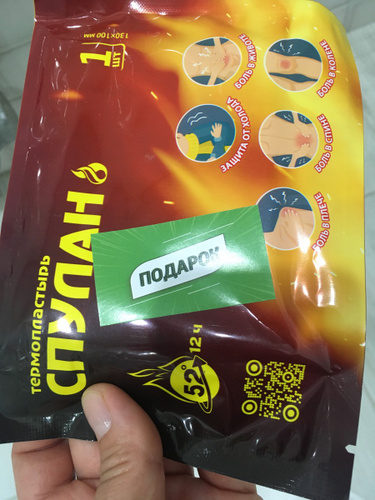 термопластырь
СПУЛАН
1
шт
130×100 мм
ПОДАРОК
52°
12 ч
БОЛЬ В ЖИВОТЕ
БОЛЬ В КОЛЕНЕ
ЗАЩИТА ОТ ХОЛОДА
БОЛЬ В СПИНЕ
БОЛЬ В ПЛЕЧЕ